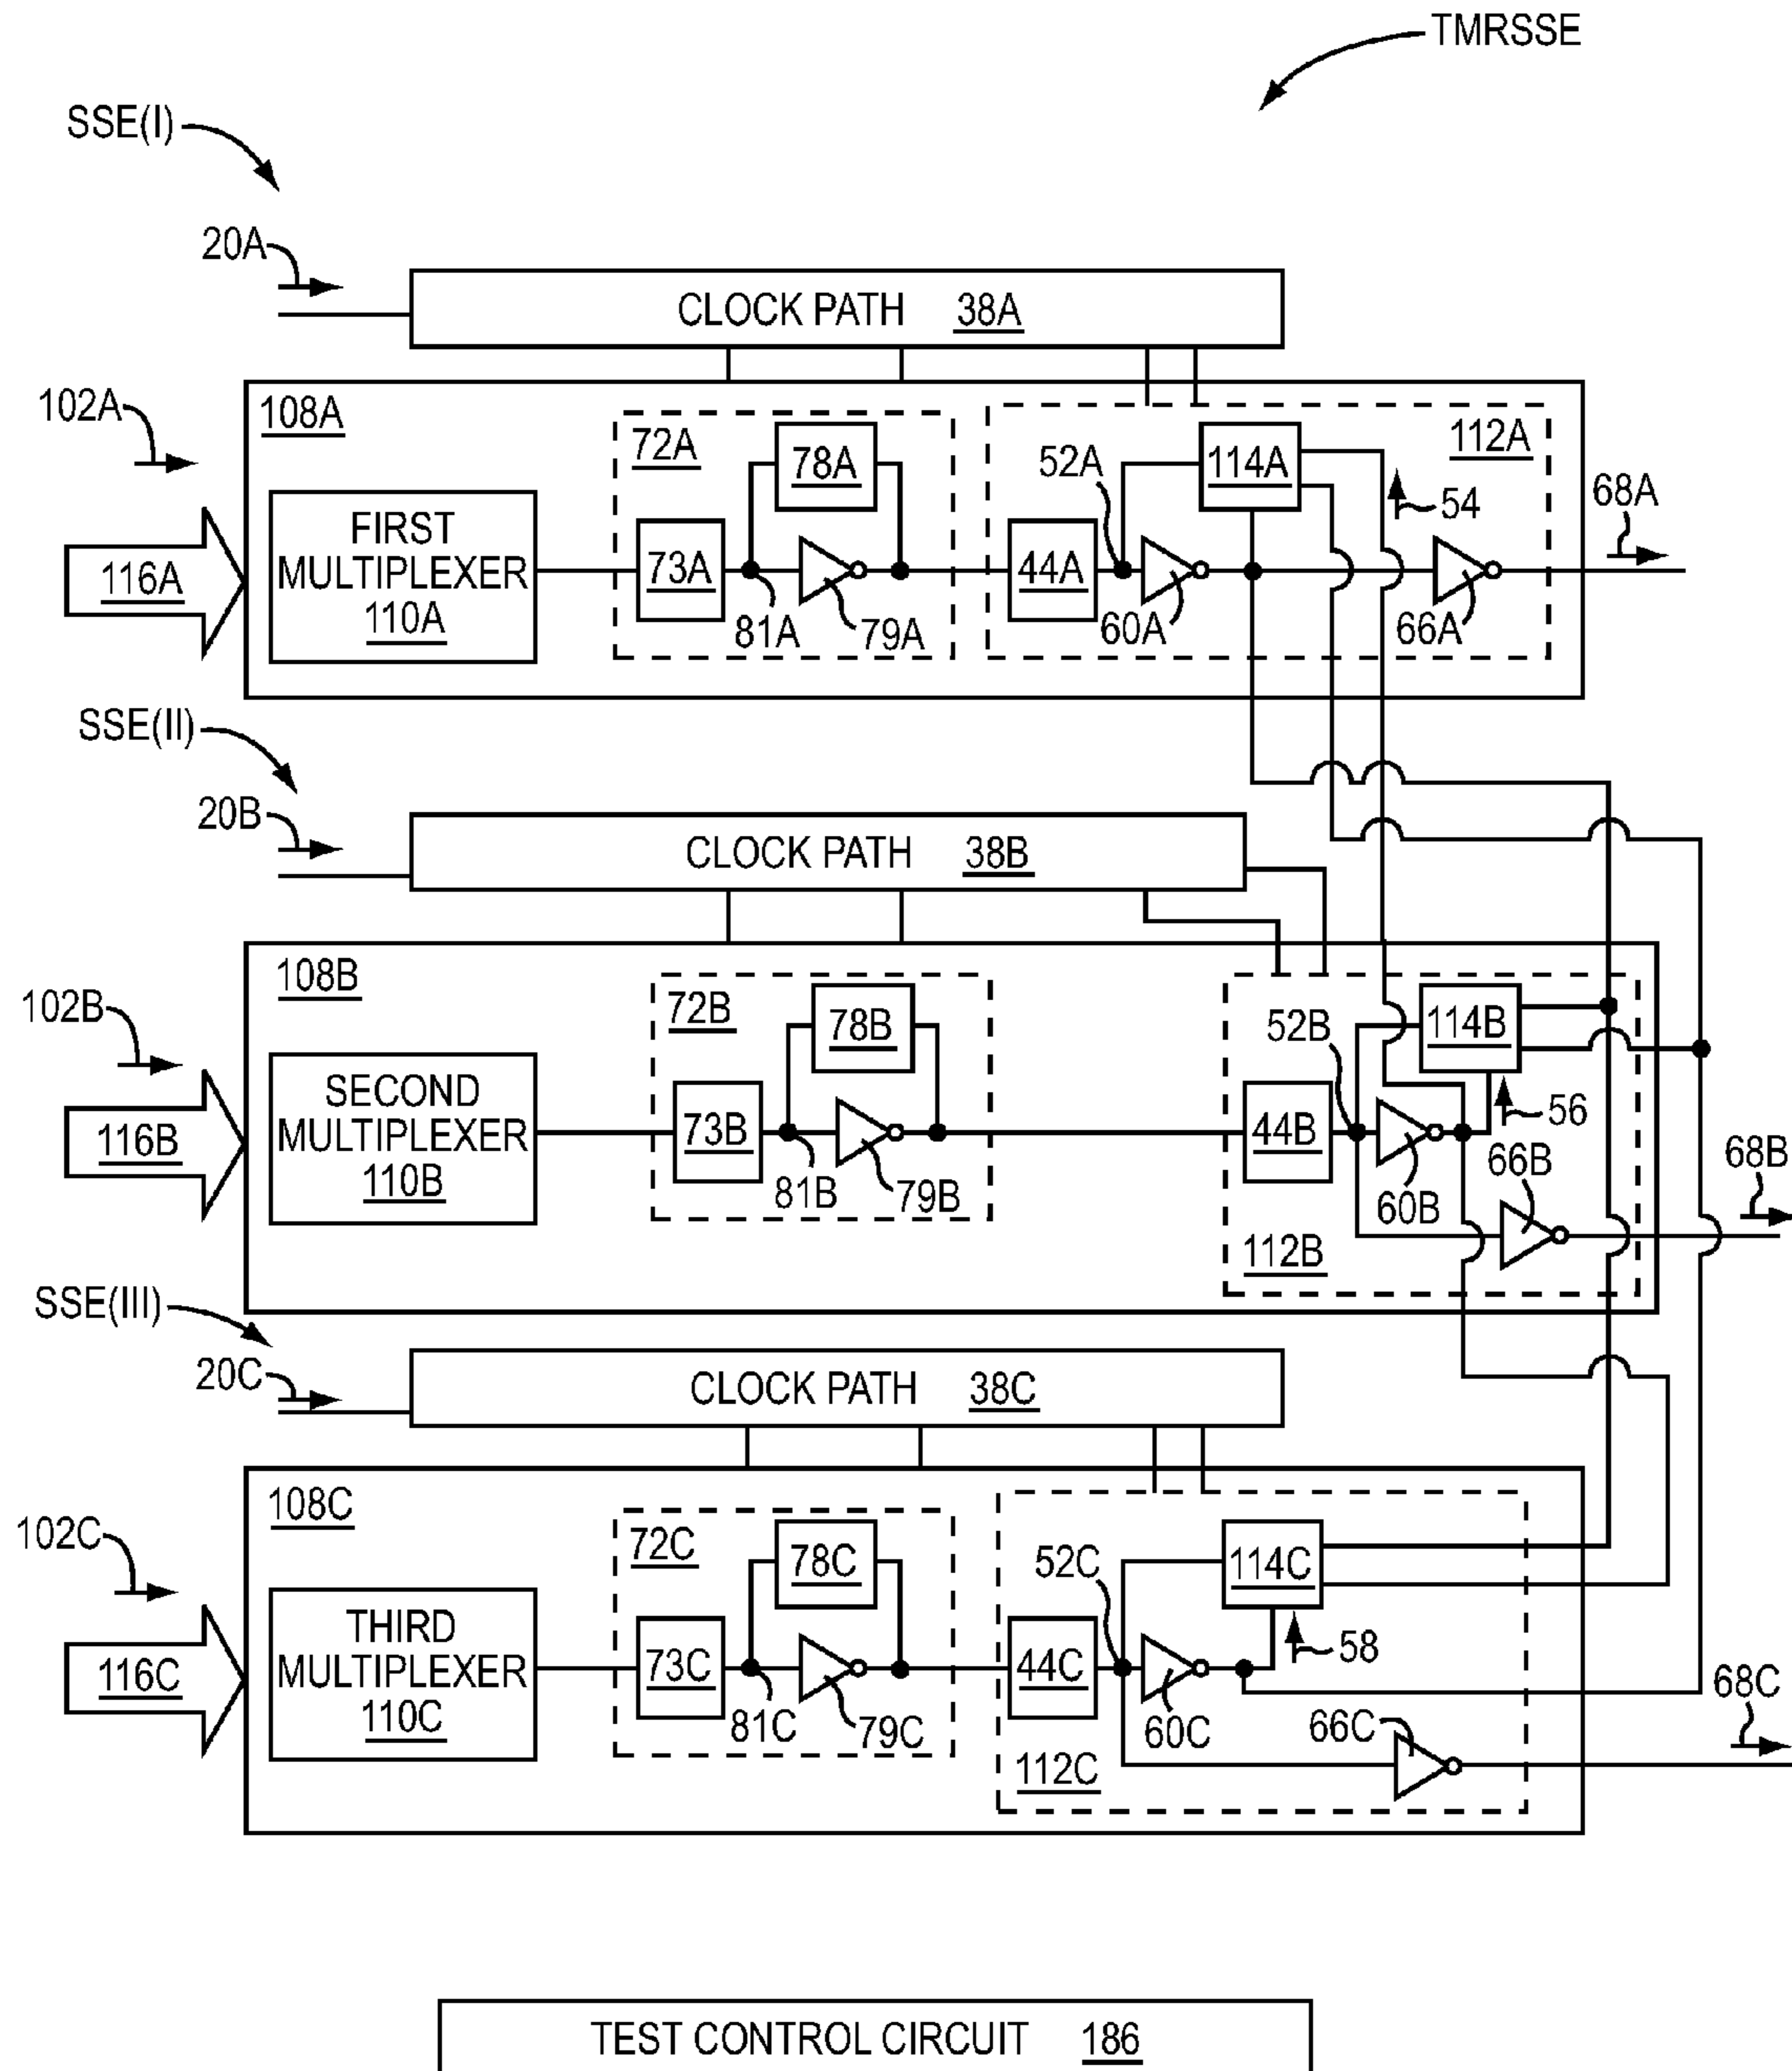 TMRSSE
SSE(I)
20A
CLOCK PATH 38A
102A
108A
72A
78A
52A
114A
112A
54
68A
116A
FIRST
MULTIPLEXER
110A
73A
81A
79A
44A
60A
66A
SSE(II)
20B
CLOCK PATH 38B
102B
108B
72B
78B
52B
114B
56
116B
SECOND
MULTIPLEXER
110B
73B
81B
79B
44B
60B
66B
68B
112B
SSE(III)
20C
CLOCK PATH 38C
102C
108C
72C
78C
52C
114C
58
116C
THIRD
MULTIPLEXER
110C
73C
81C
79C
44C
60C
66C
68C
112C
TEST CONTROL CIRCUIT 186